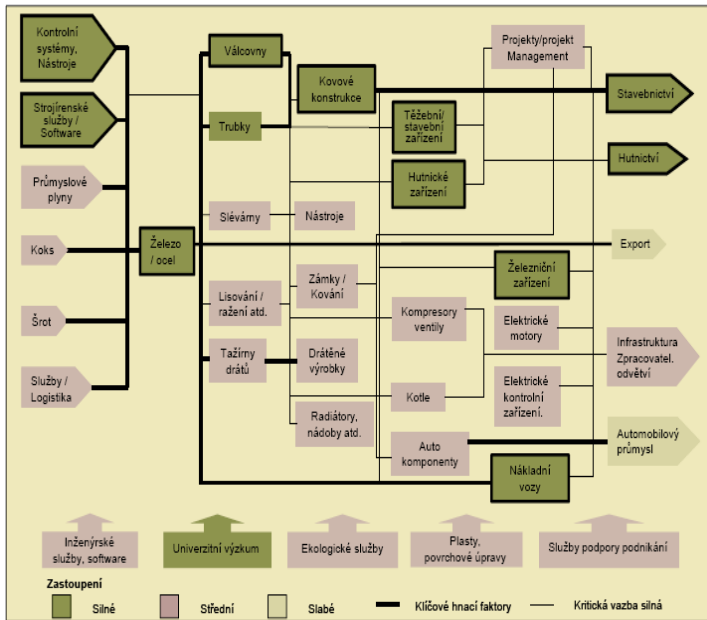 Kontrolní
systémy,
Nástroje
Strojírenské
služby /
Software
Průmyslové
plyny
Koks
Šrot
Služby /
Logistika
Železo
/ ocel
Válcovny
Trubky
Slévárny
Lisování /
ražení atd.
Tažírny
drátů
Kovové
konstrukce
Nástroje
Zámky /
Kování
Drátěné
výrobky
Radiátory,
nádoby atd.
Těžební/
stavební
zařízení
Hutnické
zařízení
Kompresory
ventily
Kotle
Auto
komponenty
Projekty/projekt
Management
Železniční
zařízení
Elektrické
motory
Elektrické
kontrolní
zařízení.
Nákladní
vozy
Stavebnictví
Hutnictví
Export
Infrastruktura
Zpracovatel.
odvětví
Automobilový
průmysl
Inženýrské
služby, software
Univerzitní výzkum
Ekologické služby
Plasty,
povrchové úpravy
Služby podpory podnikání
Zastoupení
Silné
Střední
Slabé
Klíčové hnací faktory
Kritická vazba silná